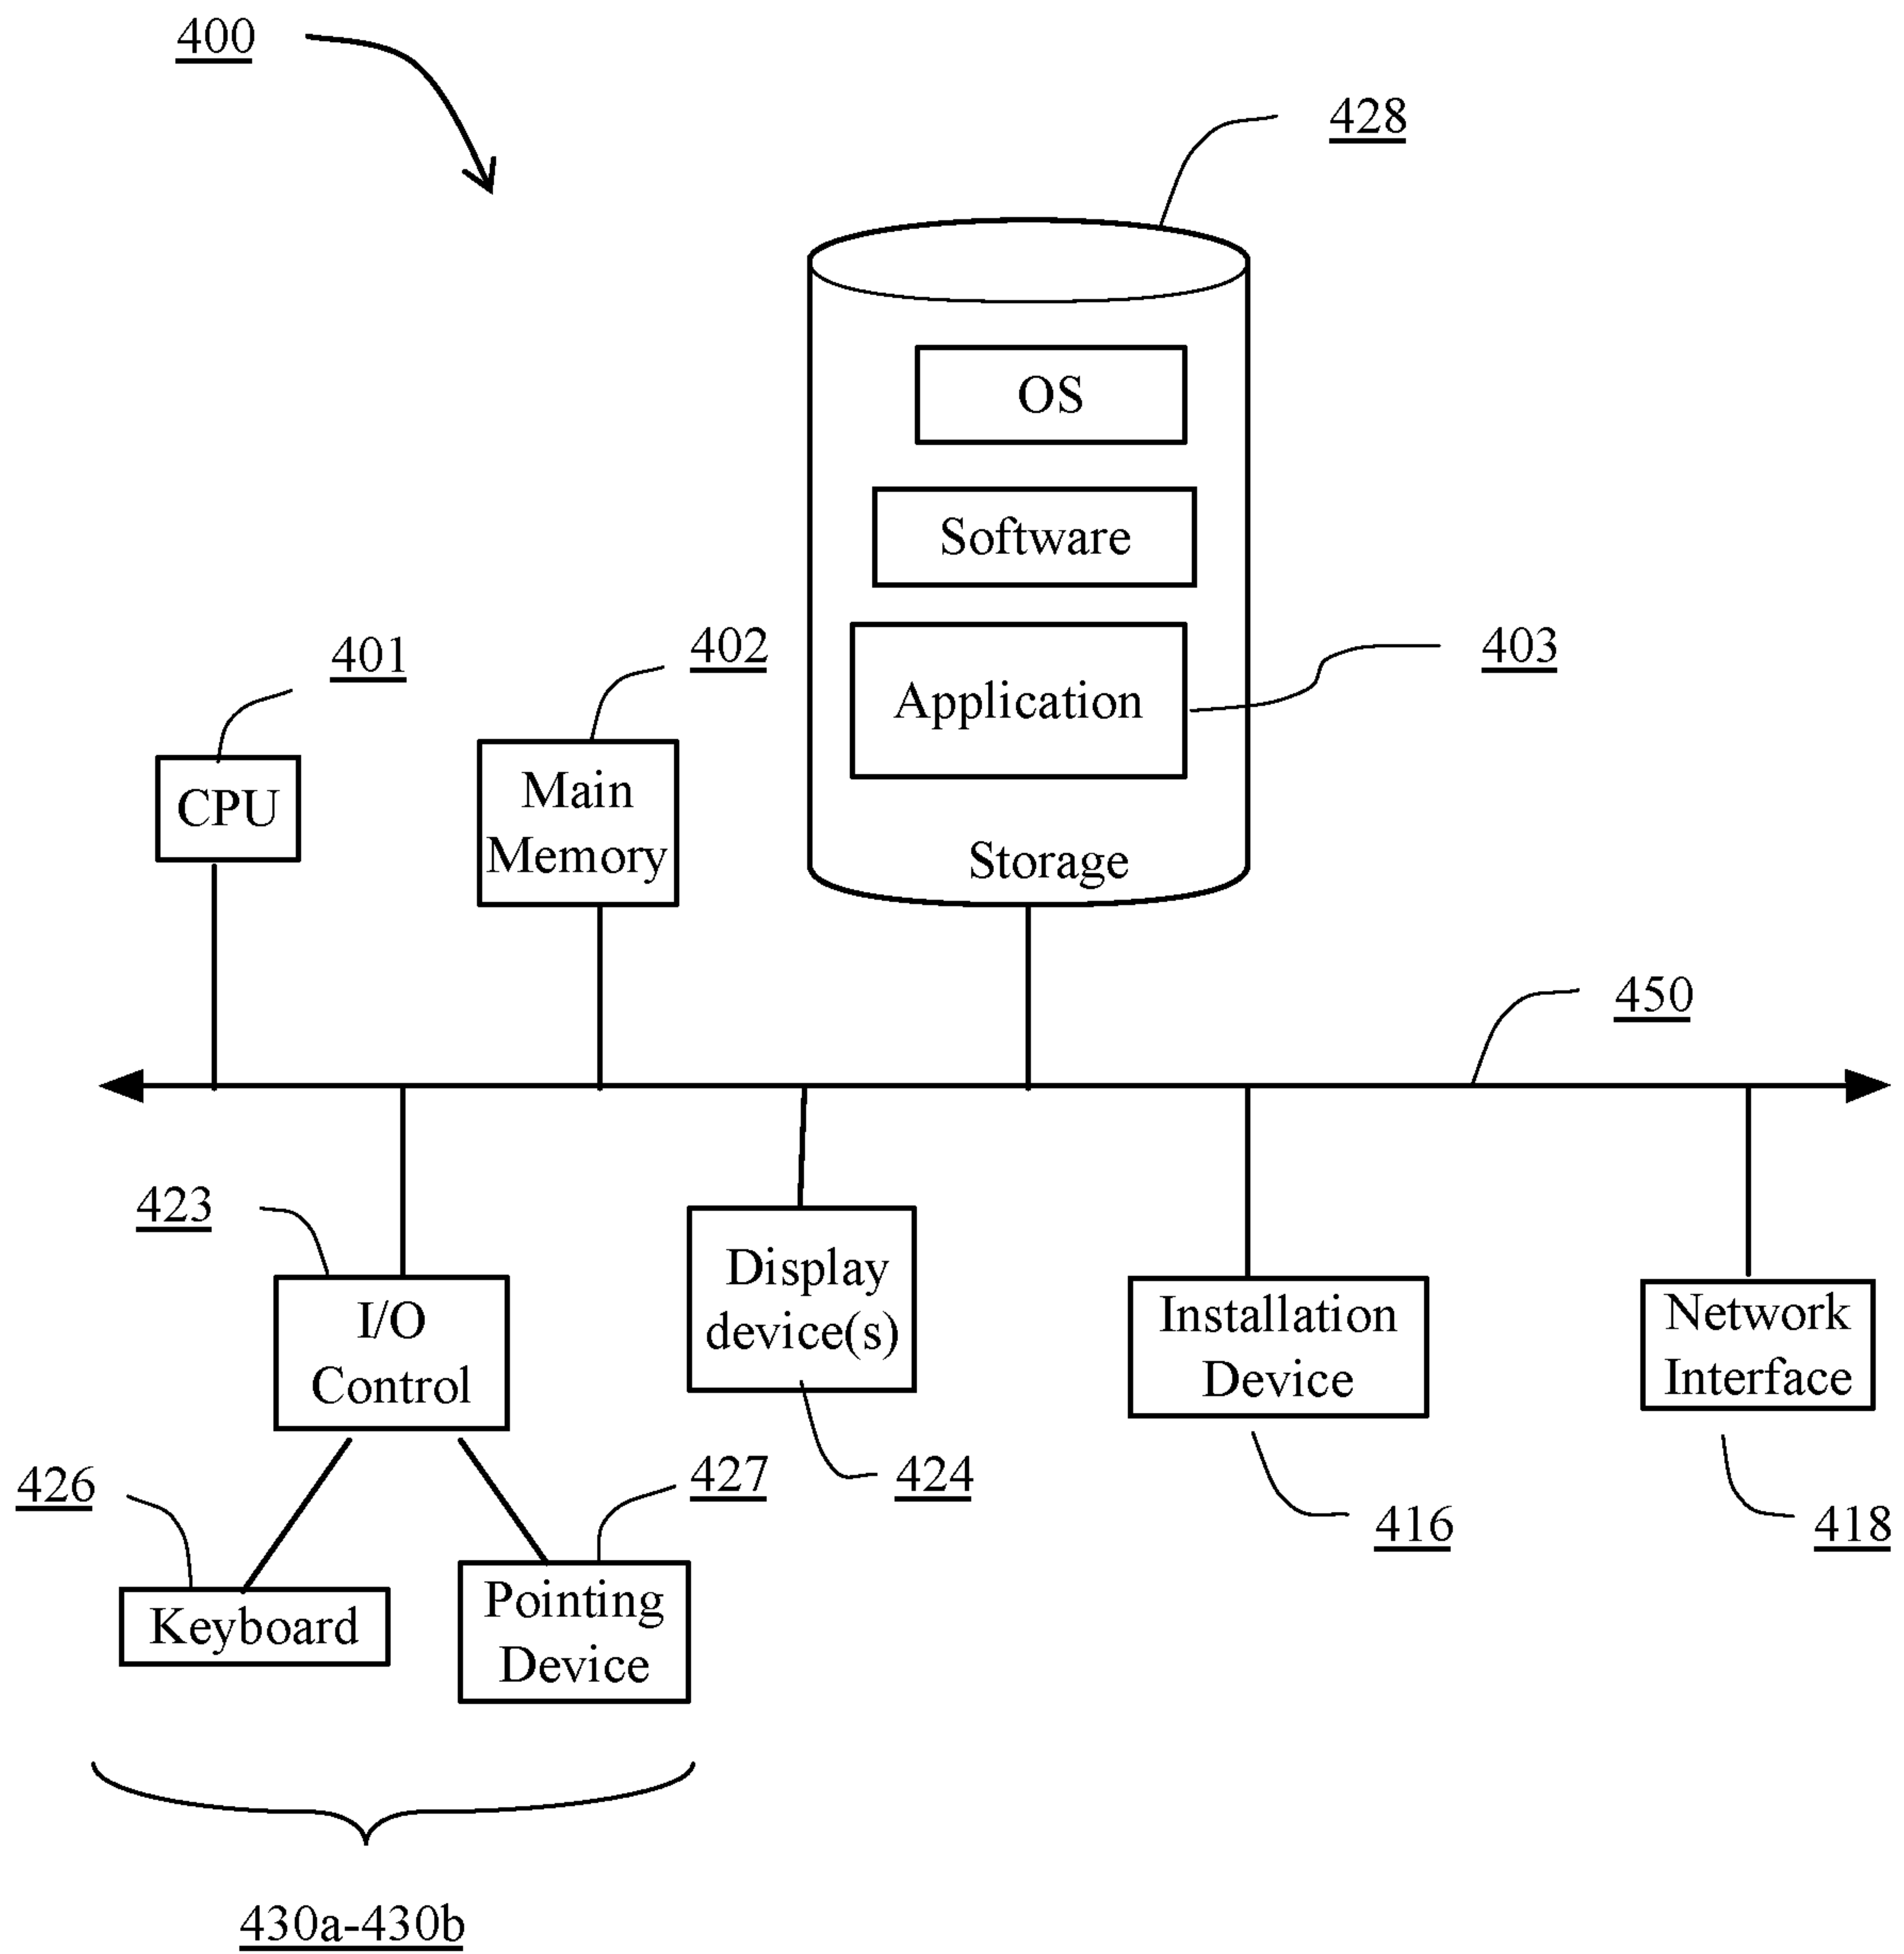 400
428
OS
Software
401
402
403
Application
CPU
Main
Memory
Storage
450
423
Display
device(s)
I/O
Control
Installation
Device
Network
Interface
426
427
424
416
418
Keyboard
Pointing
Device
430a-430b